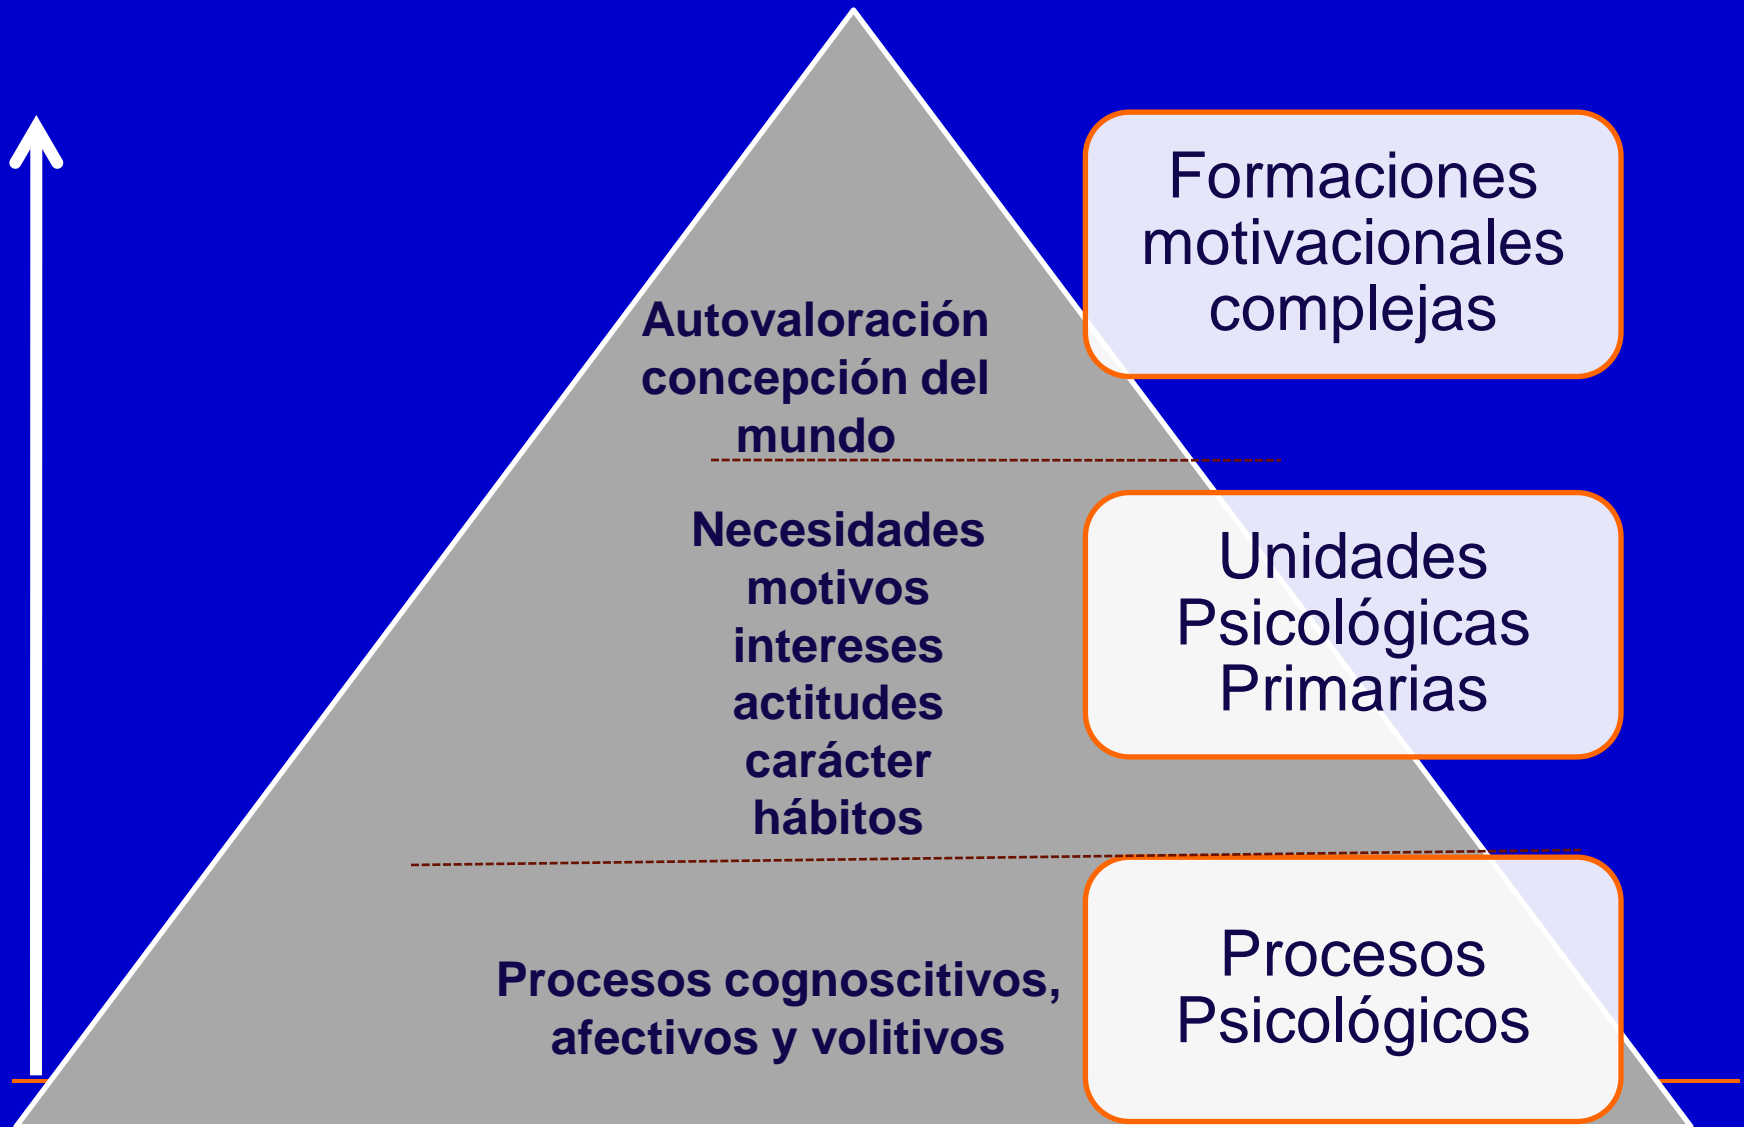 Formaciones
motivacionales
complejas
Autovaloración
concepción del
mundo
Necesidades
motivos
intereses
actitudes
carácter
hábitos
Unidades
Psicológicas
Primarias
Procesos cognoscitivos,
afectivos y volitivos
Procesos
Psicológicos